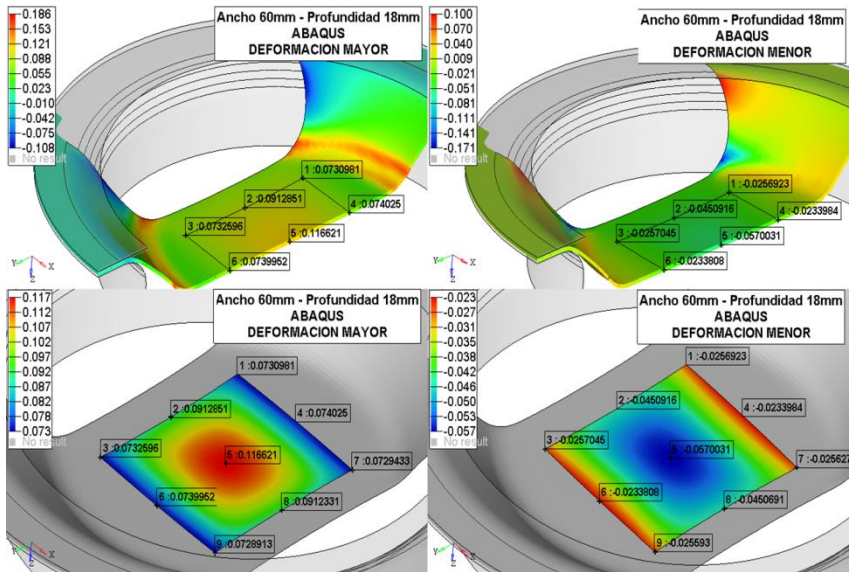 0.186
0.153
0.121
0.088
0.055
0.023
-0.010
-0.042
-0.075
-0.108
No result
Ancho 60mm - Profundidad 18mm
ABAQUS
DEFORMACION MAYOR
1 :0.0730981
2 :0.0912851
3 :0.0732596
4 :0.074025
5 :0.116621
6 :0.0739952
Y
X
Z
0.100
0.070
0.040
0.009
-0.021
-0.051
-0.081
-0.111
-0.141
-0.171
No result
Ancho 60mm - Profundidad 18mm
ABAQUS
DEFORMACION MENOR
1 :-0.0256923
2 :-0.0450916
3 :-0.0257045
4 :-0.0233984
5 :-0.0570031
6 :-0.0233808
Y
X
Z
0.117
0.112
0.107
0.102
0.097
0.092
0.087
0.083
0.078
0.073
No result
Ancho 60mm - Profundidad 18mm
ABAQUS
DEFORMACION MAYOR
1 :0.0730981
2 :0.0912851
4 :0.074025
3 :0.0732596
5 :0.116621
7 :0.0729433
6 :0.0739952
8 :0.0912331
9 :0.0728913
Y
X
Z
-0.023
-0.027
-0.031
-0.035
-0.038
-0.042
-0.046
-0.050
-0.053
-0.057
No result
Ancho 60mm - Profundidad 18mm
ABAQUS
DEFORMACION MENOR
1 :-0.0256923
2 :-0.0450916
4 :-0.0233984
3 :-0.0257045
5 :-0.0570031
7 :-0.025627
6 :-0.0233808
8 :-0.0450691
9 :-0.025593
Y
X
Z